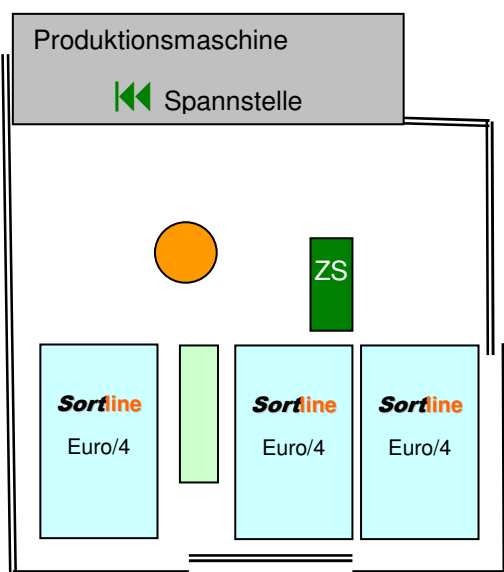 Produktionsmaschine
Spannstelle
ZS
Sortline
Euro/4
Sortline
Euro/4
Sortline
Euro/4